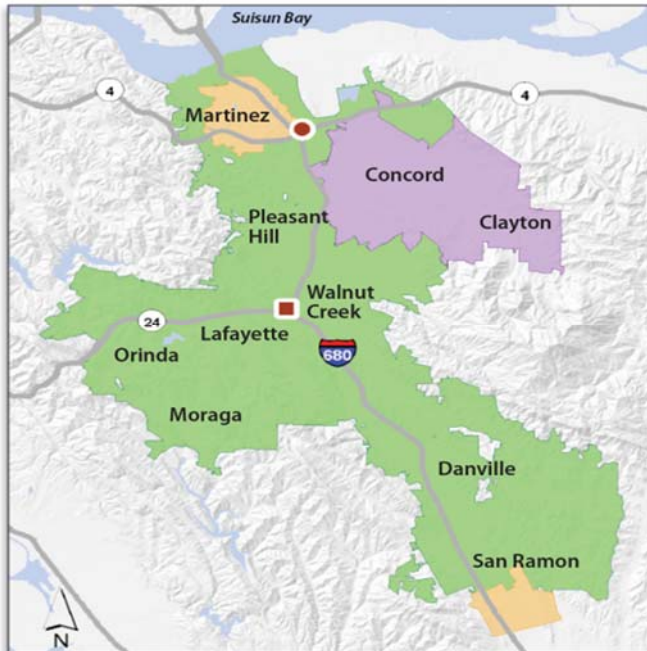 Suisun Bay
4
4
Martinez
Concord
Clayton
Pleasant
Hill
Walnut
Creek
24
Lafayette
680
Orinda
Moraga
Danville
San Ramon
N